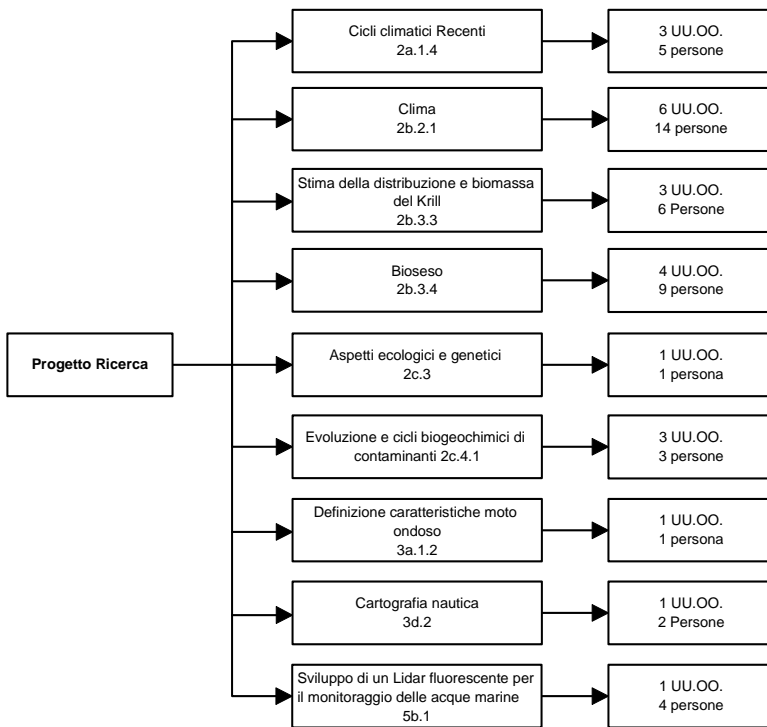 Cicli climatici Recenti
2a.1.4
3 UU.OO.
5 persone
Clima
2b.2.1
6 UU.OO.
14 persone
Stima della distribuzione e biomassa
del Krill
2b.3.3
3 UU.OO.
6 Persone
Bioseso
2b.3.4
4 UU.OO.
9 persone
Progetto Ricerca
Aspetti ecologici e genetici
2c.3
1 UU.OO.
1 persona
Evoluzione e cicli biogeochimici di
contaminanti 2c.4.1
3 UU.OO.
3 persone
Definizione caratteristiche moto
ondoso
3a.1.2
1 UU.OO.
1 persona
Cartografia nautica
3d.2
1 UU.OO.
2 Persone
Sviluppo di un Lidar fluorescente per
il monitoraggio delle acque marine
5b.1
1 UU.OO.
4 persone